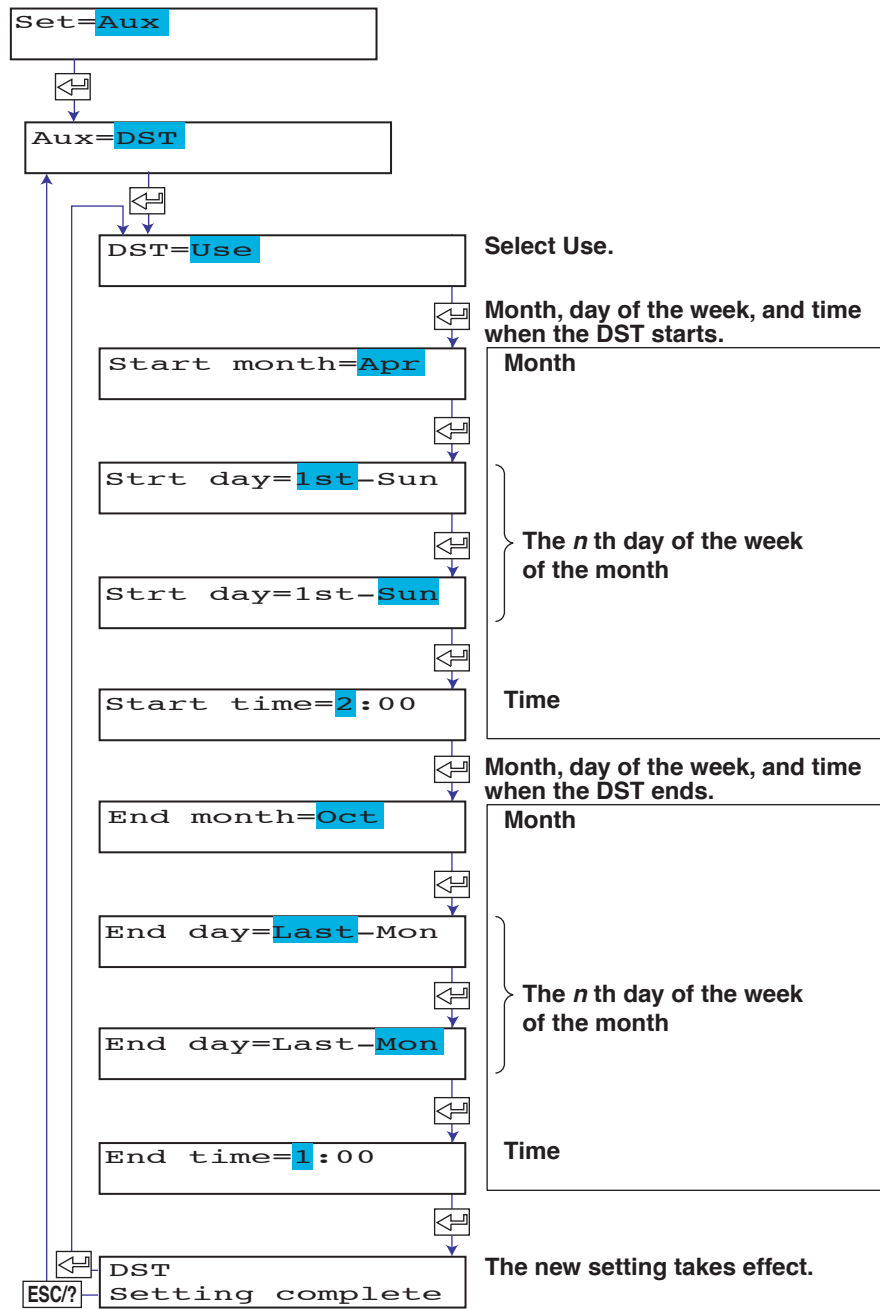 Set=Aux
Aux=DST
DST=Use
Select Use.
Month, day of the week, and time
when the DST starts.
Start month=Apr
Month
Strt day=1st-Sun
The n th day of the week
of the month
Strt day=1st-Sun
Start time=2:00
Time
Month, day of the week, and time
when the DST ends.
End month=Oct
Month
End day=Last-Mon
The n th day of the week
of the month
End day=Last-Mon
End time=1:00
Time
DST
Setting complete
The new setting takes effect.
ESC/?